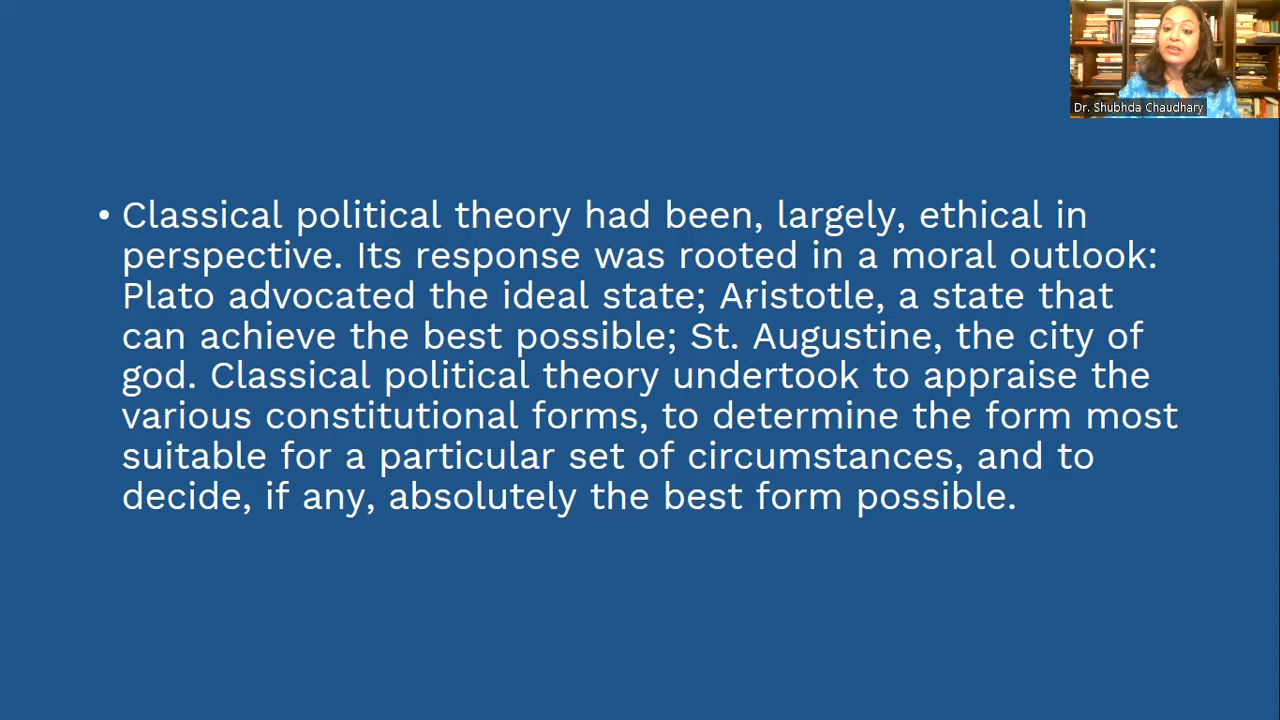 Dr. Shubhda Chaudhary
• Classical political theory had been, largely, ethical in
perspective. Its response was rooted in a moral outlook:
Plato advocated the ideal state; Aristotle, a state that
can achieve the best possible; St. Augustine, the city of
god. Classical political theory undertook to appraise the
various constitutional forms, to determine the form most
suitable for a particular set of circumstances, and to
decide, if any, absolutely the best form possible.